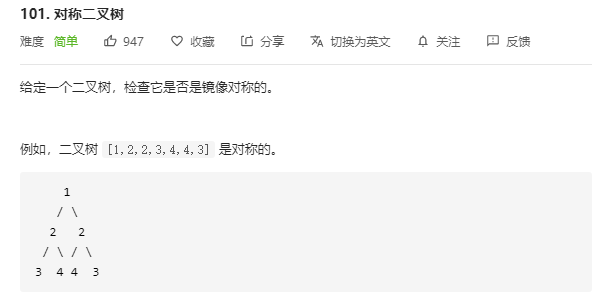 101. 对称二叉树
难度 简单 947 收藏 分享 切换为英文 关注 反馈
给定一个二叉树，检查它是否是镜像对称的。
例如，二叉树 [1,2,2,3,4,4,3] 是对称的。
1
/ \
2 2
/ \ / \
3 4 4 3